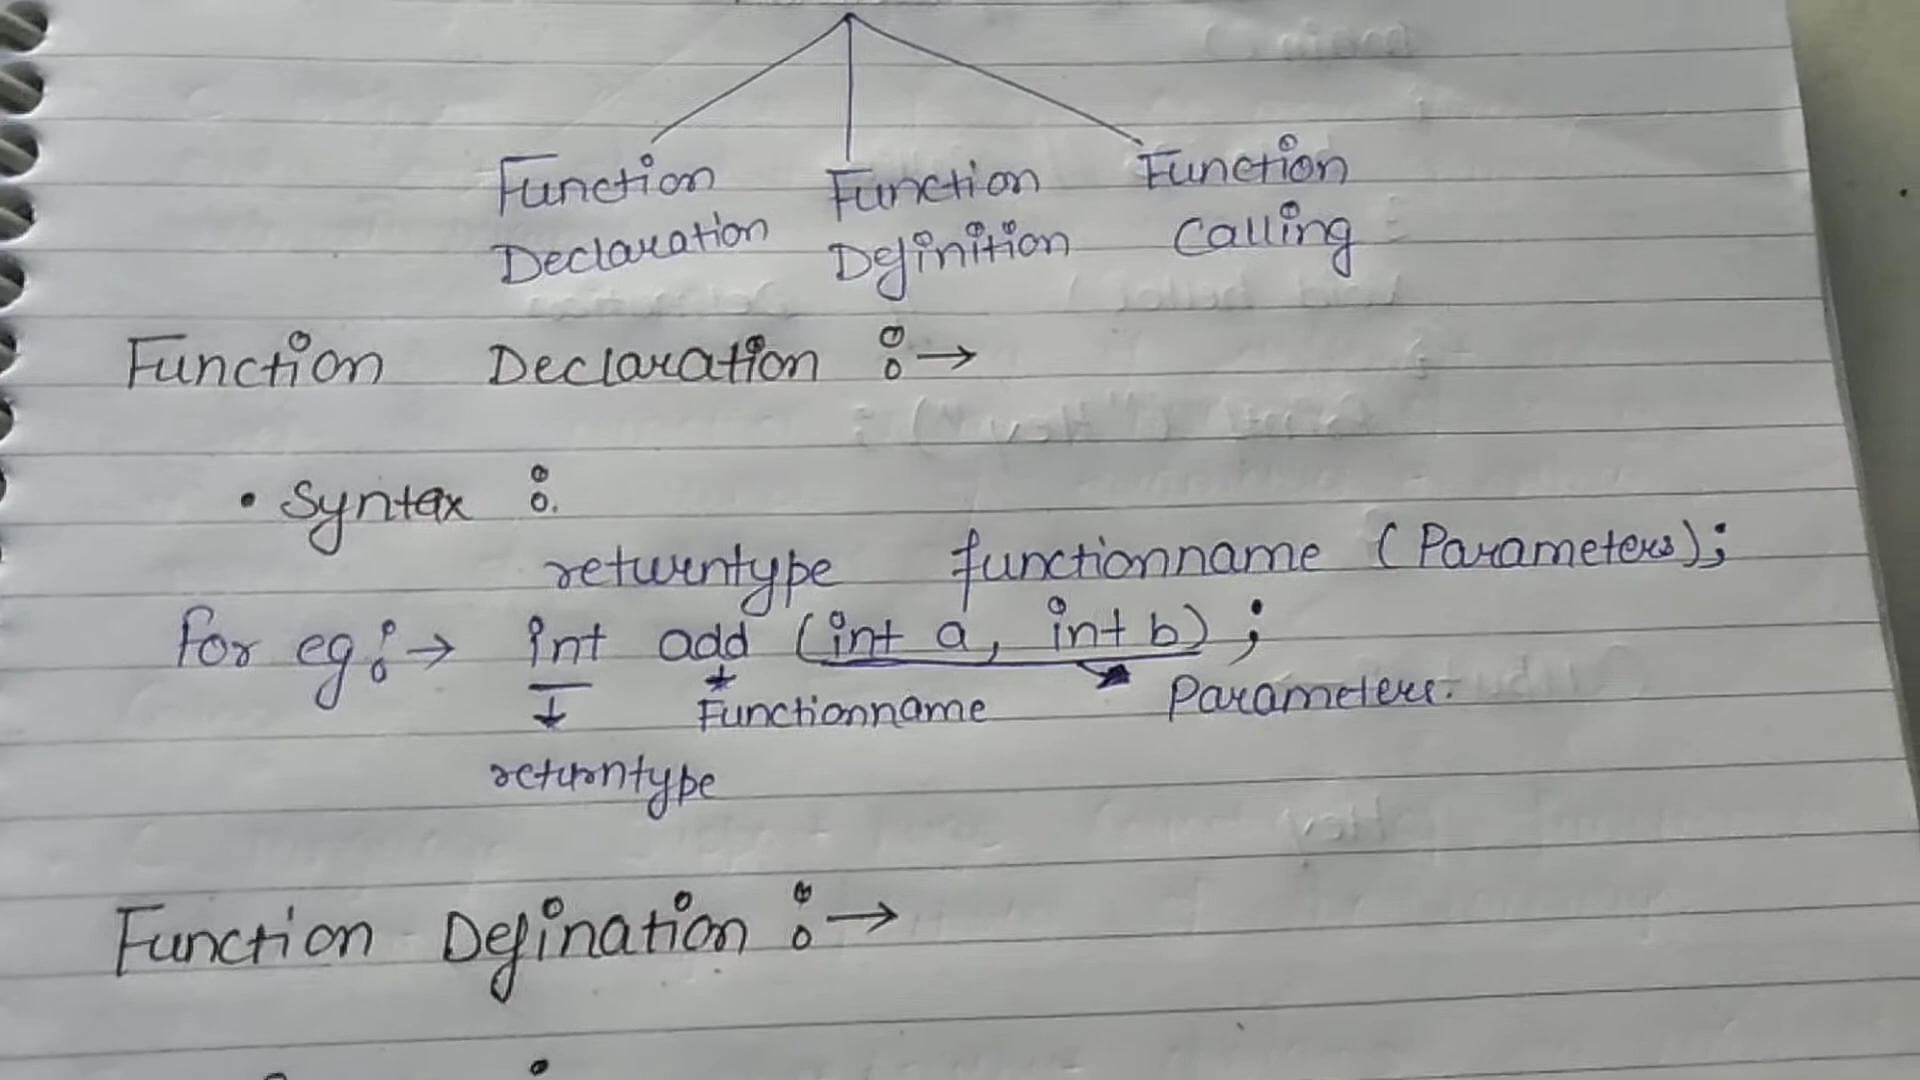 Function Function Function
Declaration Definition Calling
Function Declaration :→
• Syntax :
returntype functionname (Parameters);
for eg :→ int add (int a, int b) ;
Functionname Parameters.
returntype
Function Defination :→